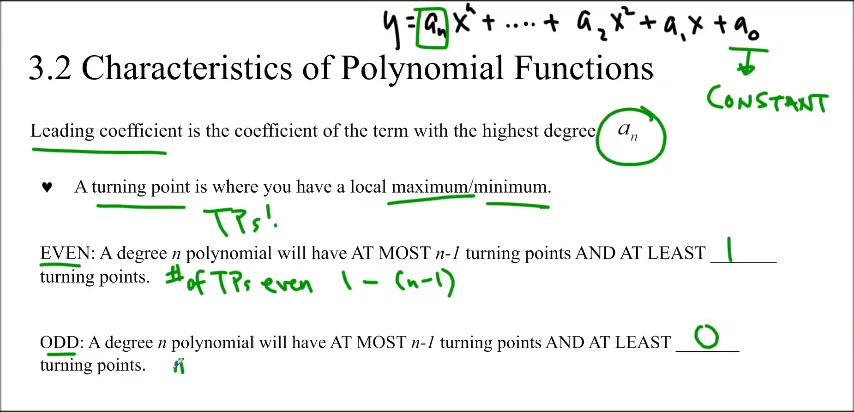 y = aₙxⁿ + .... + a₂x² + a₁x + a₀
3.2 Characteristics of Polynomial Functions
CONSTANT
Leading coefficient is the coefficient of the term with the highest degree aₙ
♥ A turning point is where you have a local maximum/minimum.
TPs!
EVEN: A degree n polynomial will have AT MOST n-1 turning points AND AT LEAST 1
turning points. # of TPs even 1 – (n-1)
ODD: A degree n polynomial will have AT MOST n-1 turning points AND AT LEAST 0
turning points.